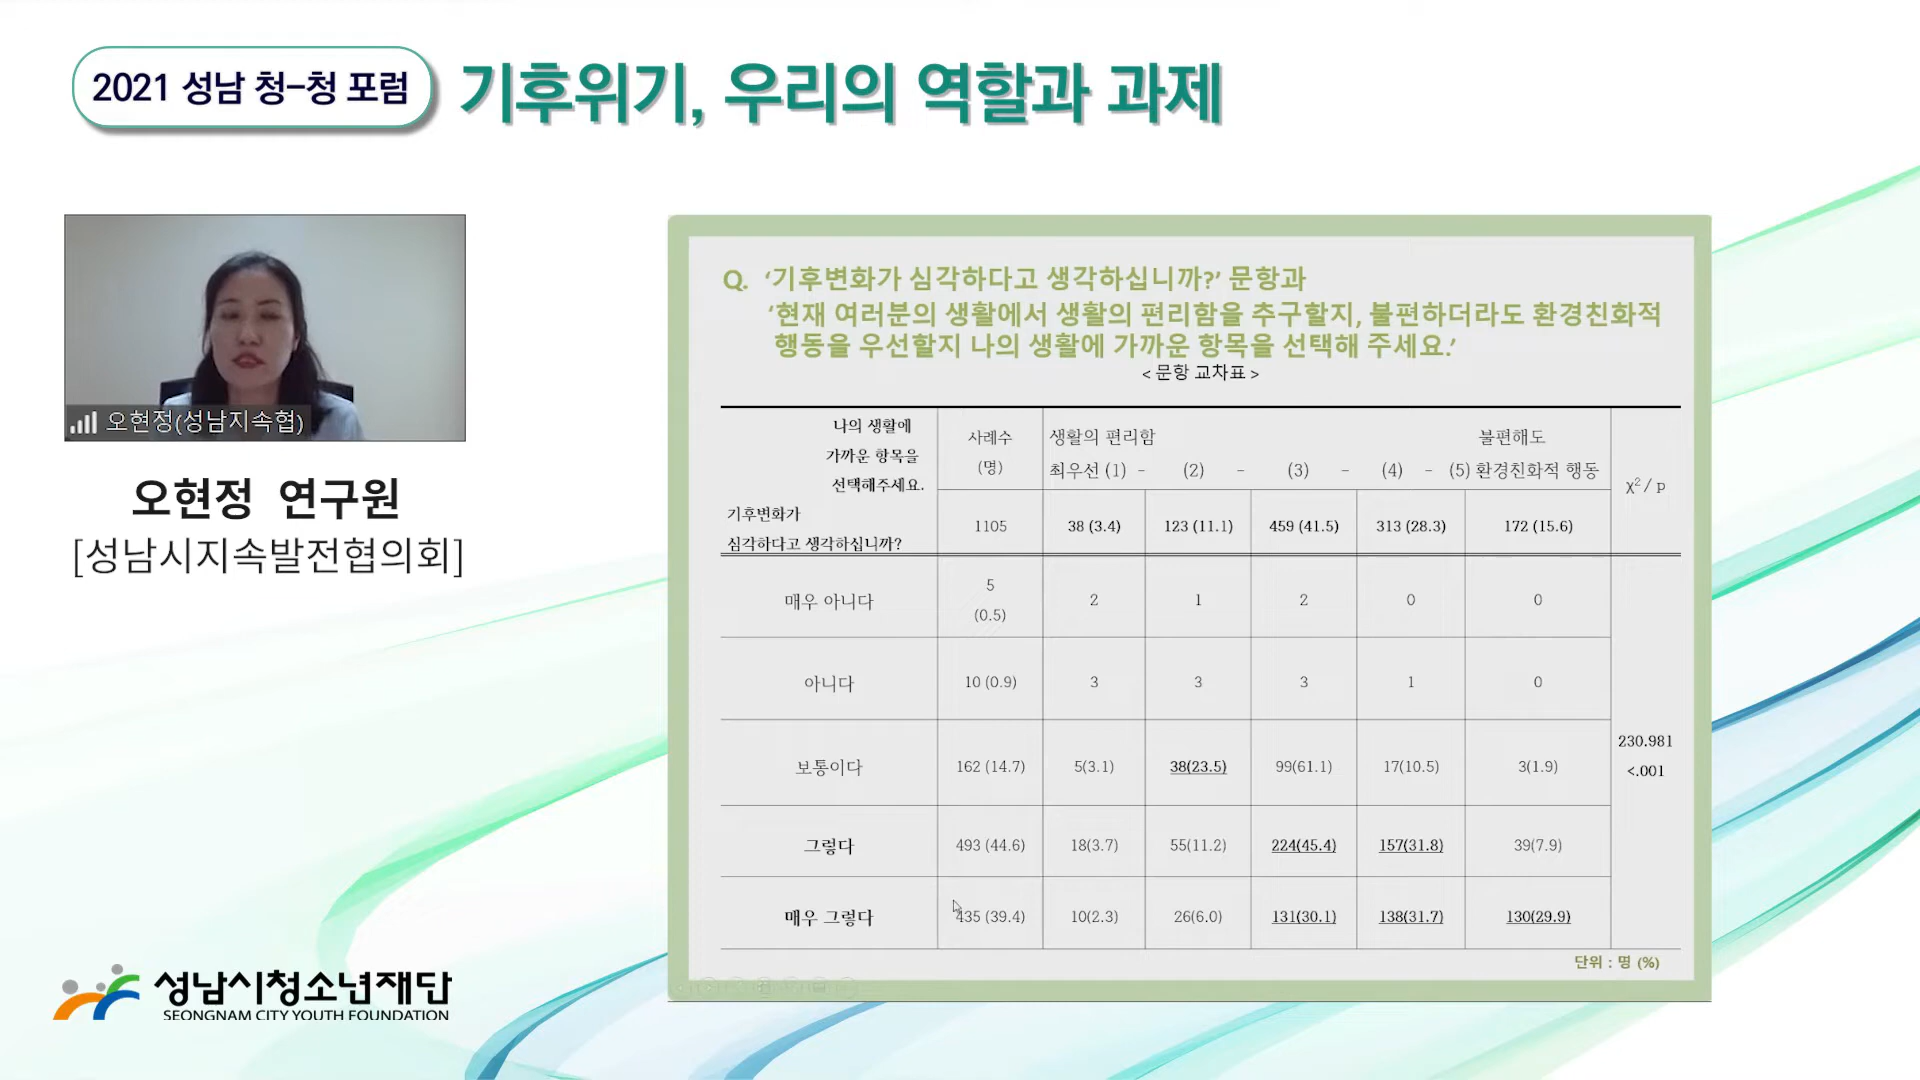 2021 성남 청-청 포럼
기후위기, 우리의 역할과 과제
오현정(성남지속협)
오현정 연구원
[성남시지속발전협의회]
성남시청소년재단
SEONGNAM CITY YOUTH FOUNDATION
Q. ‘기후변화가 심각하다고 생각하십니까?’ 문항과
‘현재 여러분의 생활에서 생활의 편리함을 추구할지, 불편하더라도 환경친화적
행동을 우선할지 나의 생활에 가까운 항목을 선택해 주세요.’
< 문항 교차표 >
나의 생활에
가까운 항목을
선택해주세요.
기후변화가
심각하다고 생각하십니까?
사례수
(명)
생활의 편리함 불편해도
최우선 (1) - (2) - (3) - (4) - (5) 환경친화적 행동
χ²/ p
1105 38 (3.4) 123 (11.1) 459 (41.5) 313 (28.3) 172 (15.6)
매우 아니다 5 (0.5) 2 1 2 0 0
아니다 10 (0.9) 3 3 3 1 0
보통이다 162 (14.7) 5(3.1) 38(23.5) 99(61.1) 17(10.5) 3(1.9)
그렇다 493 (44.6) 18(3.7) 55(11.2) 224(45.4) 157(31.8) 39(7.9)
매우 그렇다 435 (39.4) 10(2.3) 26(6.0) 131(30.1) 138(31.7) 130(29.9)
230.981
<.001
단위 : 명 (%)